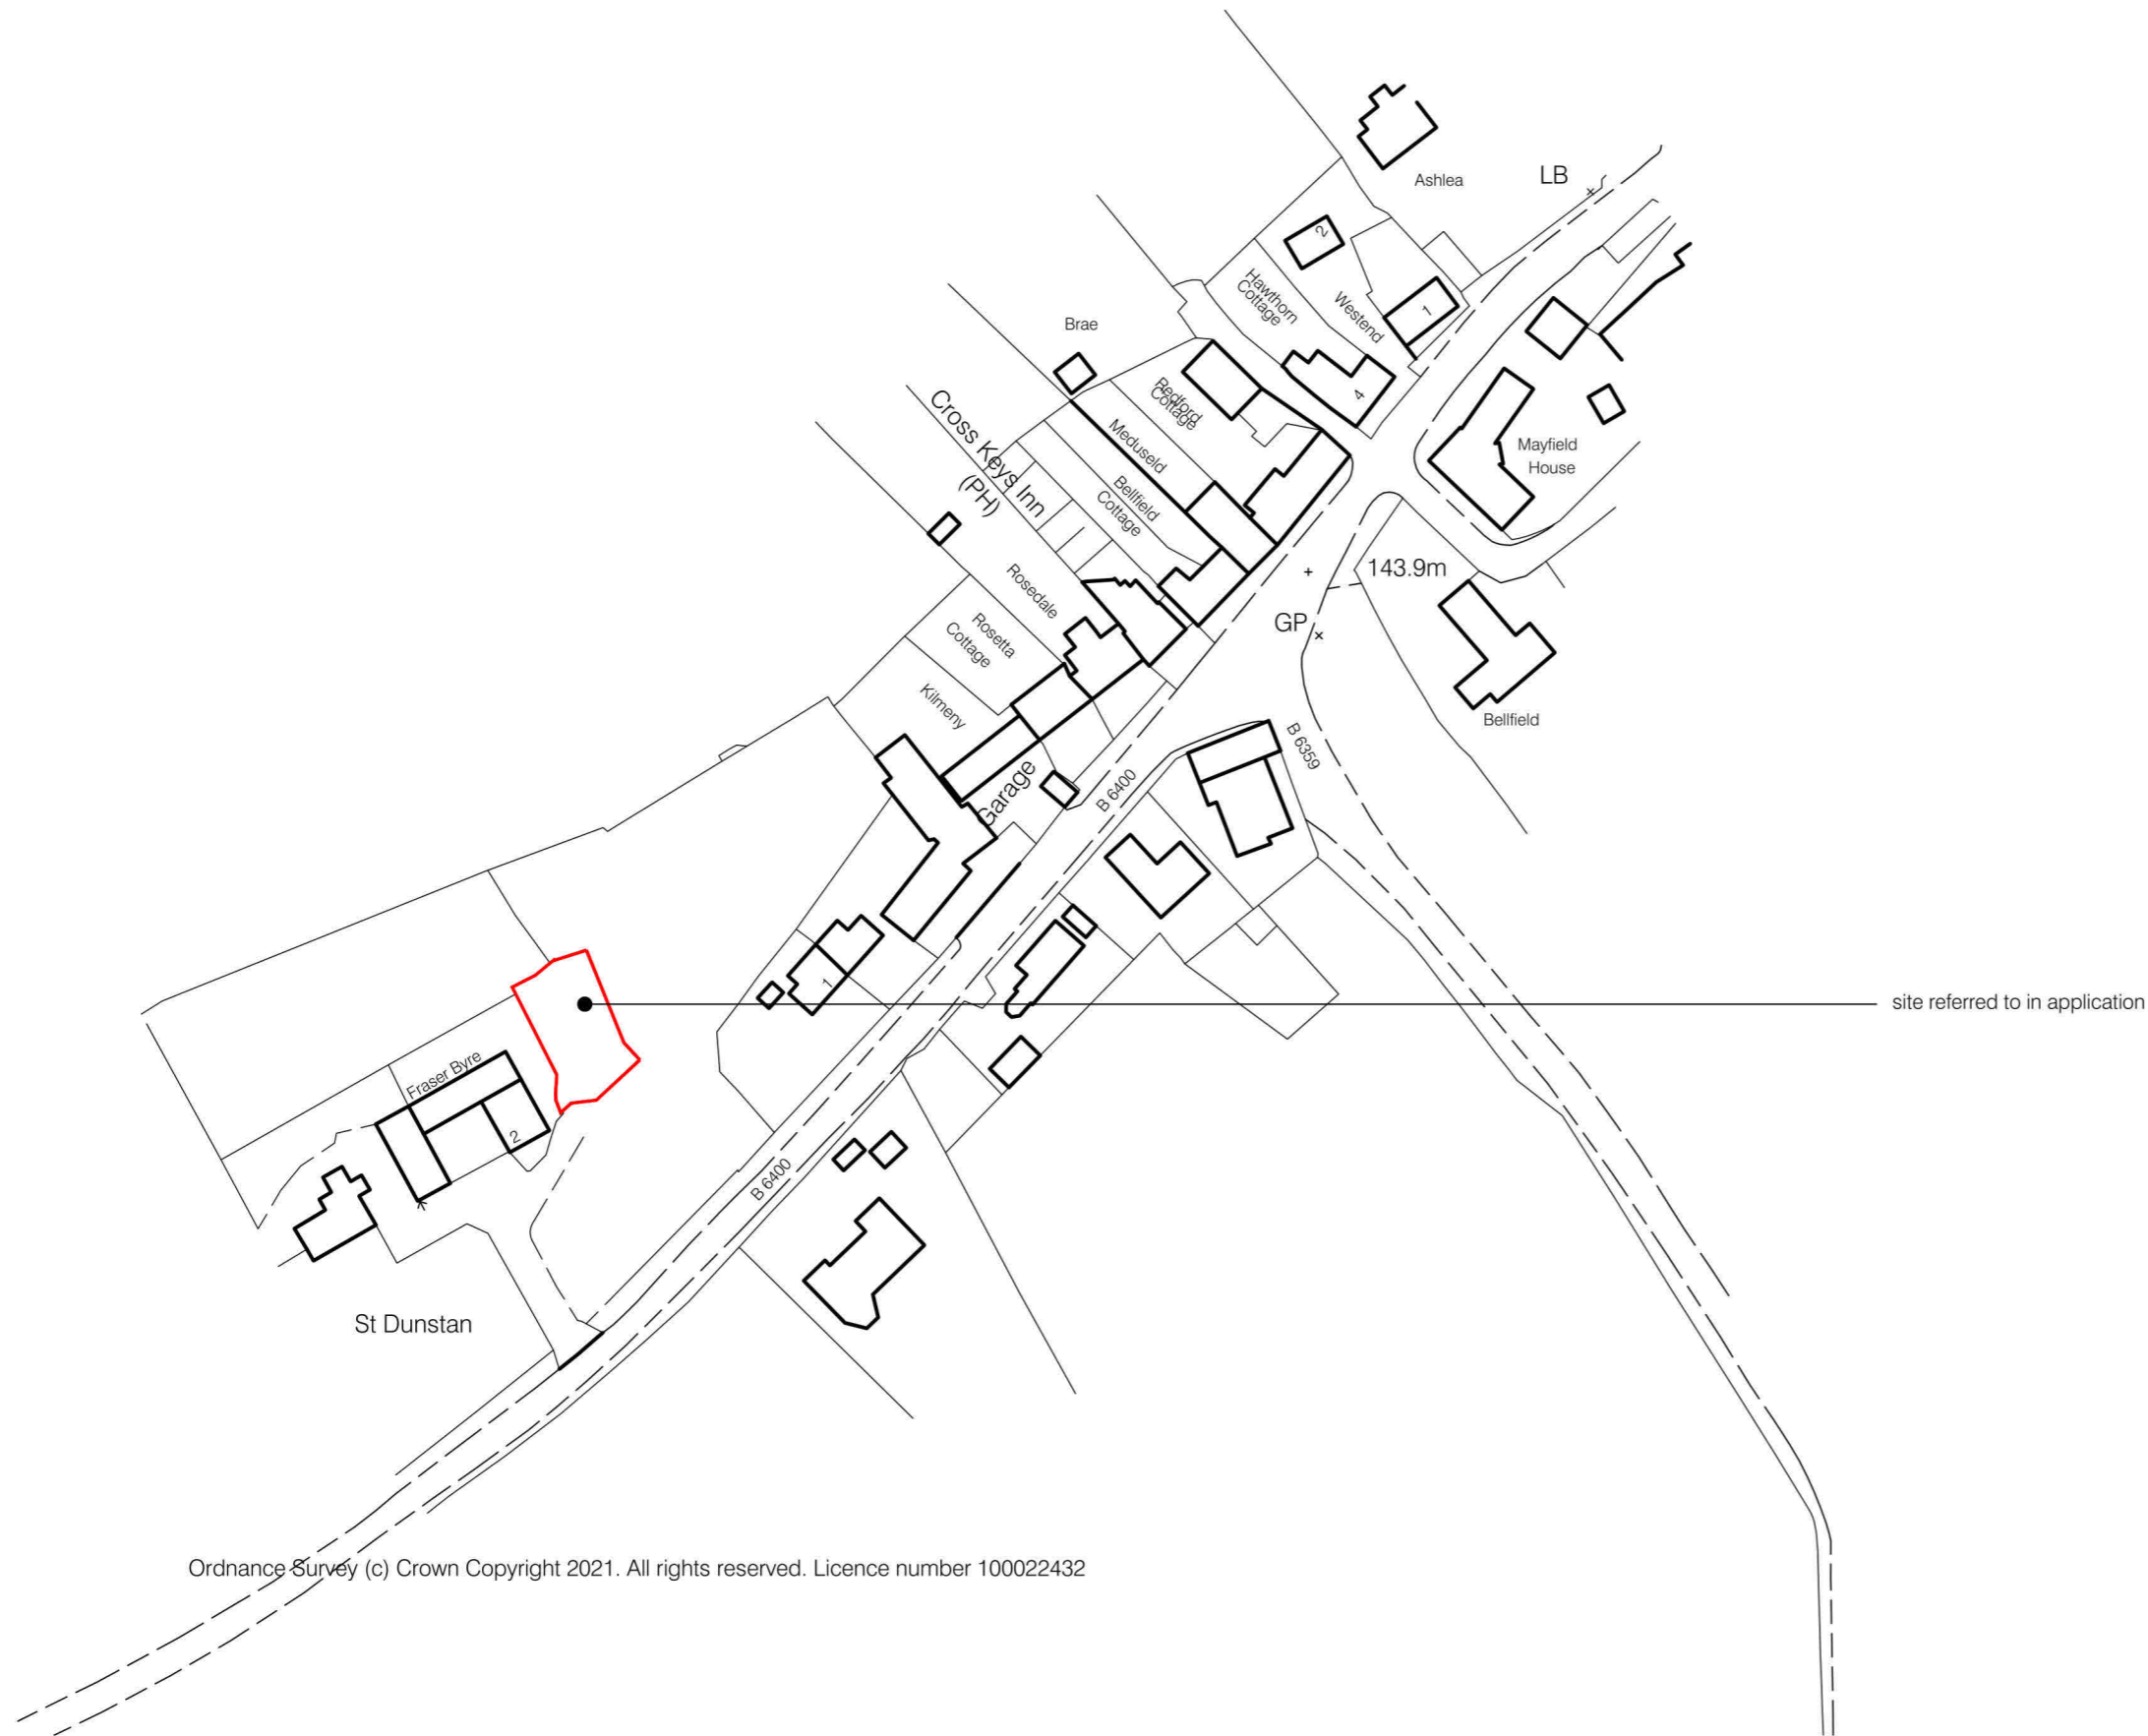 Ashlea
LB
2
Hawthorn
Cottage
Westend
1
Brae
Redford
Cottage
4
Cross Keys Inn
(PH)
Meduseld
Bellfield
Cottage
Mayfield
House
143.9m
Rosedale
GP
Rosetta
Cottage
Kilmeny
Bellfield
B 6359
Garage
B 6400
1
site referred to in application
Fraser Byre
2
B 6400
St Dunstan
Ordnance Survey (c) Crown Copyright 2021. All rights reserved. Licence number 100022432